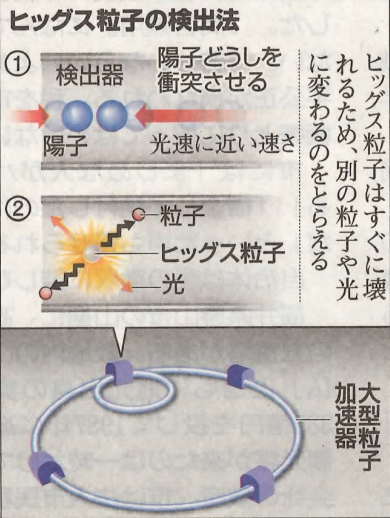 ヒッグス粒子の検出法
①
検出器
陽子どうしを
衝突させる
陽子
光速に近い速さ
②
粒子
ヒッグス粒子
光
ヒッグス粒子はすぐに壊
れるため、別の粒子や光
に変わるのをとらえる
大型粒子
加速器